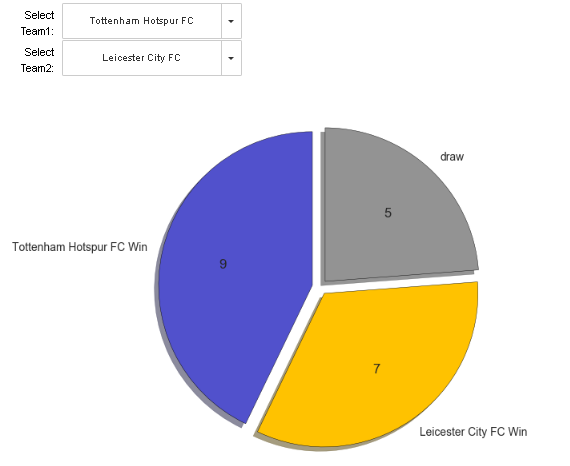 Select
Team1:
Tottenham Hotspur FC
Select
Team2:
Leicester City FC
draw
5
Tottenham Hotspur FC Win
9
7
Leicester City FC Win